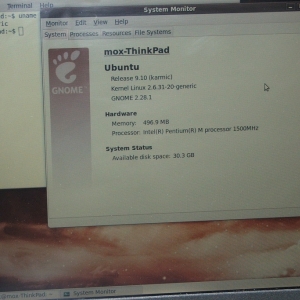 Terminal Help
d:~$ uname
ric
d:~$
System Monitor
Monitor Edit View Help
System Processes Resources File Systems
mox-ThinkPad
Ubuntu
Release 9.10 (karmic)
Kernel Linux 2.6.31-20-generic
GNOME 2.28.1
GNOME
Hardware
Memory: 496.9 MB
Processor: Intel(R) Pentium(R) M processor 1500MHz
System Status
Available disk space: 30.3 GB
mox-ThinkPad:
System Monitor